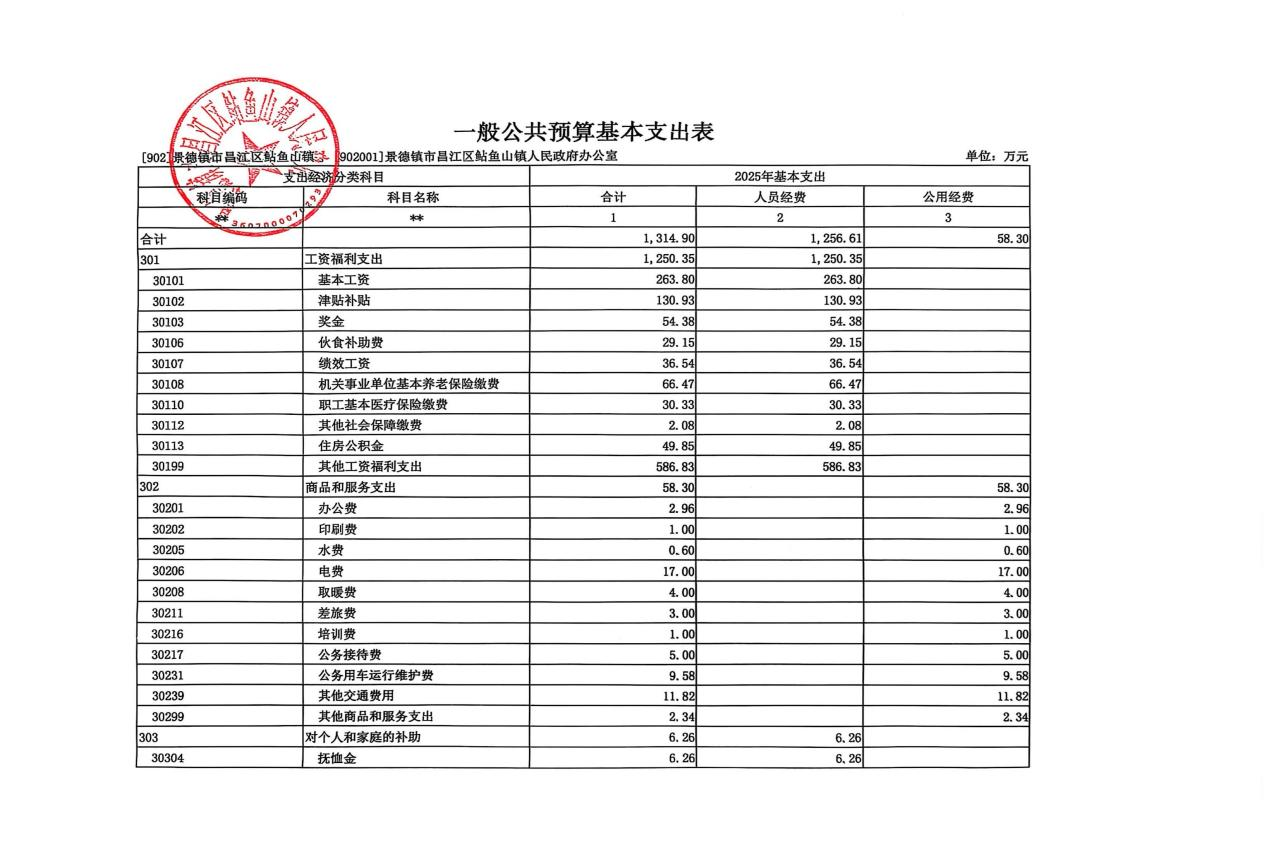 一般公共预算基本支出表
[902]景德镇市昌江区鲇鱼山镇 [902001]景德镇市昌江区鲇鱼山镇人民政府办公室 单位：万元
支出经济分类科目 2025年基本支出
科目编码 科目名称 合计 人员经费 公用经费
** ** 1 2 3
合计 1,314.90 1,256.61 58.30
301 工资福利支出 1,250.35 1,250.35
30101 基本工资 263.80 263.80
30102 津贴补贴 130.93 130.93
30103 奖金 54.38 54.38
30106 伙食补助费 29.15 29.15
30107 绩效工资 36.54 36.54
30108 机关事业单位基本养老保险缴费 66.47 66.47
30110 职工基本医疗保险缴费 30.33 30.33
30112 其他社会保障缴费 2.08 2.08
30113 住房公积金 49.85 49.85
30199 其他工资福利支出 586.83 586.83
302 商品和服务支出 58.30 58.30
30201 办公费 2.96 2.96
30202 印刷费 1.00 1.00
30205 水费 0.60 0.60
30206 电费 17.00 17.00
30208 取暖费 4.00 4.00
30211 差旅费 3.00 3.00
30216 培训费 1.00 1.00
30217 公务接待费 5.00 5.00
30231 公务用车运行维护费 9.58 9.58
30239 其他交通费用 11.82 11.82
30299 其他商品和服务支出 2.34 2.34
303 对个人和家庭的补助 6.26 6.26
30304 抚恤金 6.26 6.26